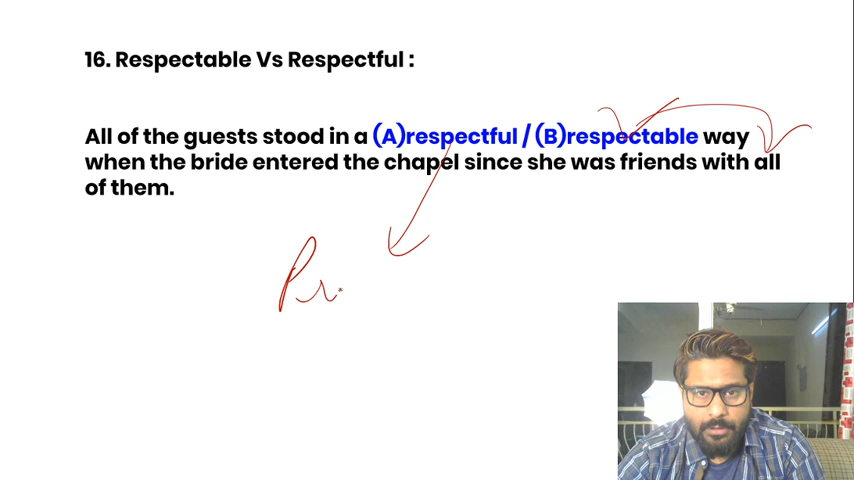 16. Respectable Vs Respectful :
All of the guests stood in a (A)respectful / (B)respectable way
when the bride entered the chapel since she was friends with all
of them.
Pr